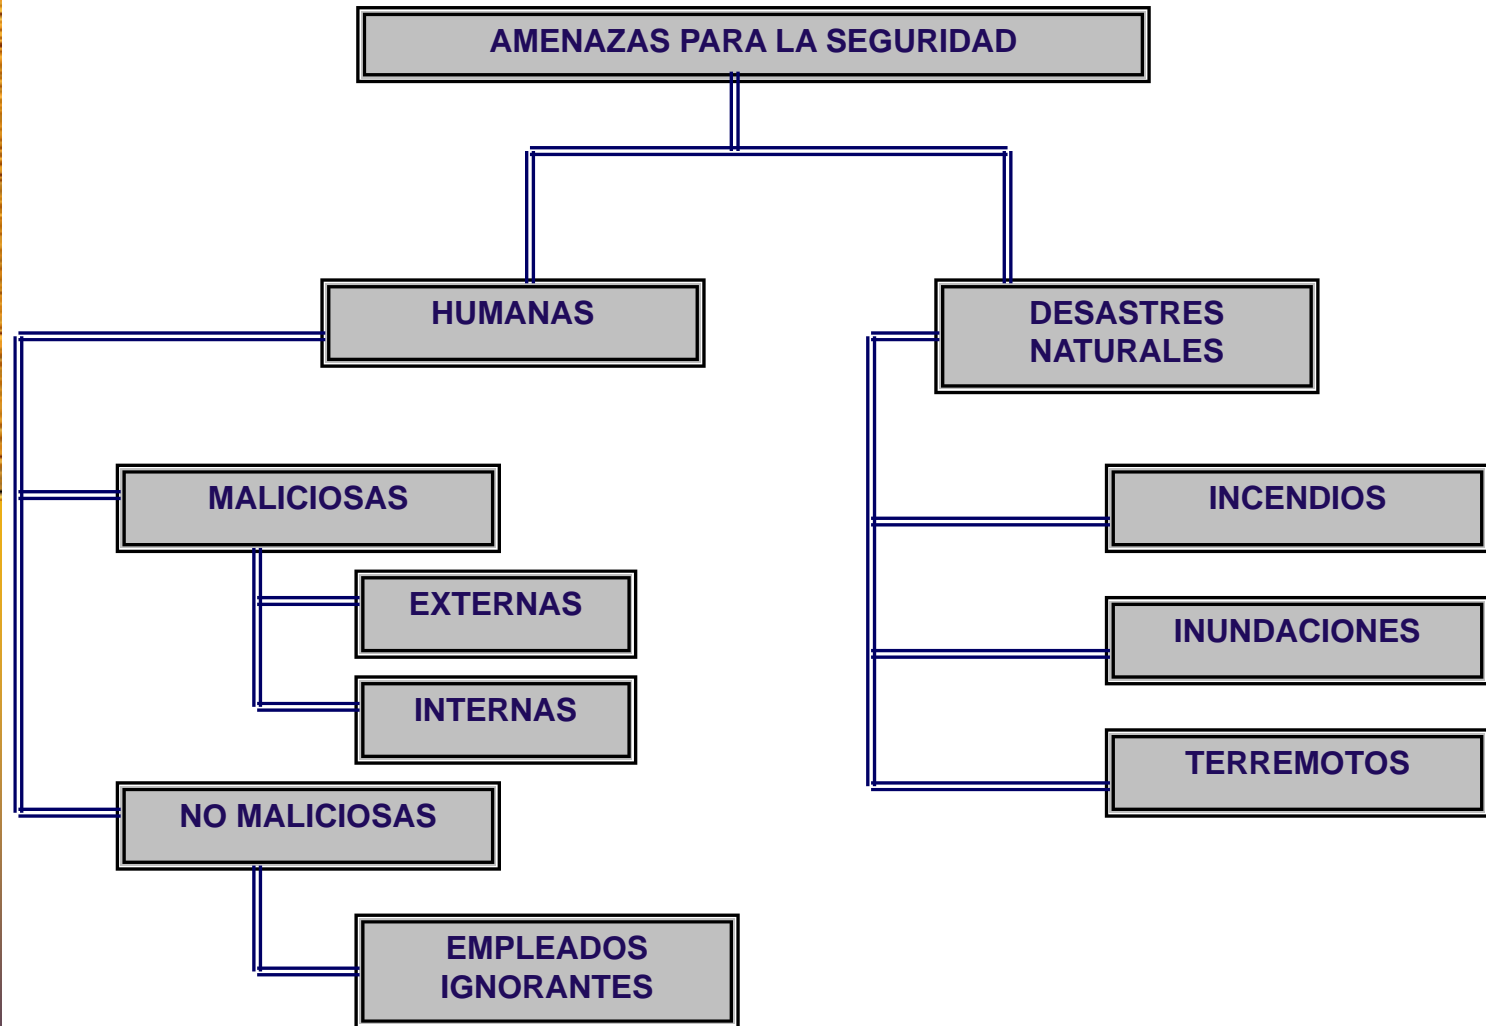 AMENAZAS PARA LA SEGURIDAD
HUMANAS
DESASTRES
NATURALES
MALICIOSAS
EXTERNAS
INTERNAS
NO MALICIOSAS
EMPLEADOS
IGNORANTES
INCENDIOS
INUNDACIONES
TERREMOTOS